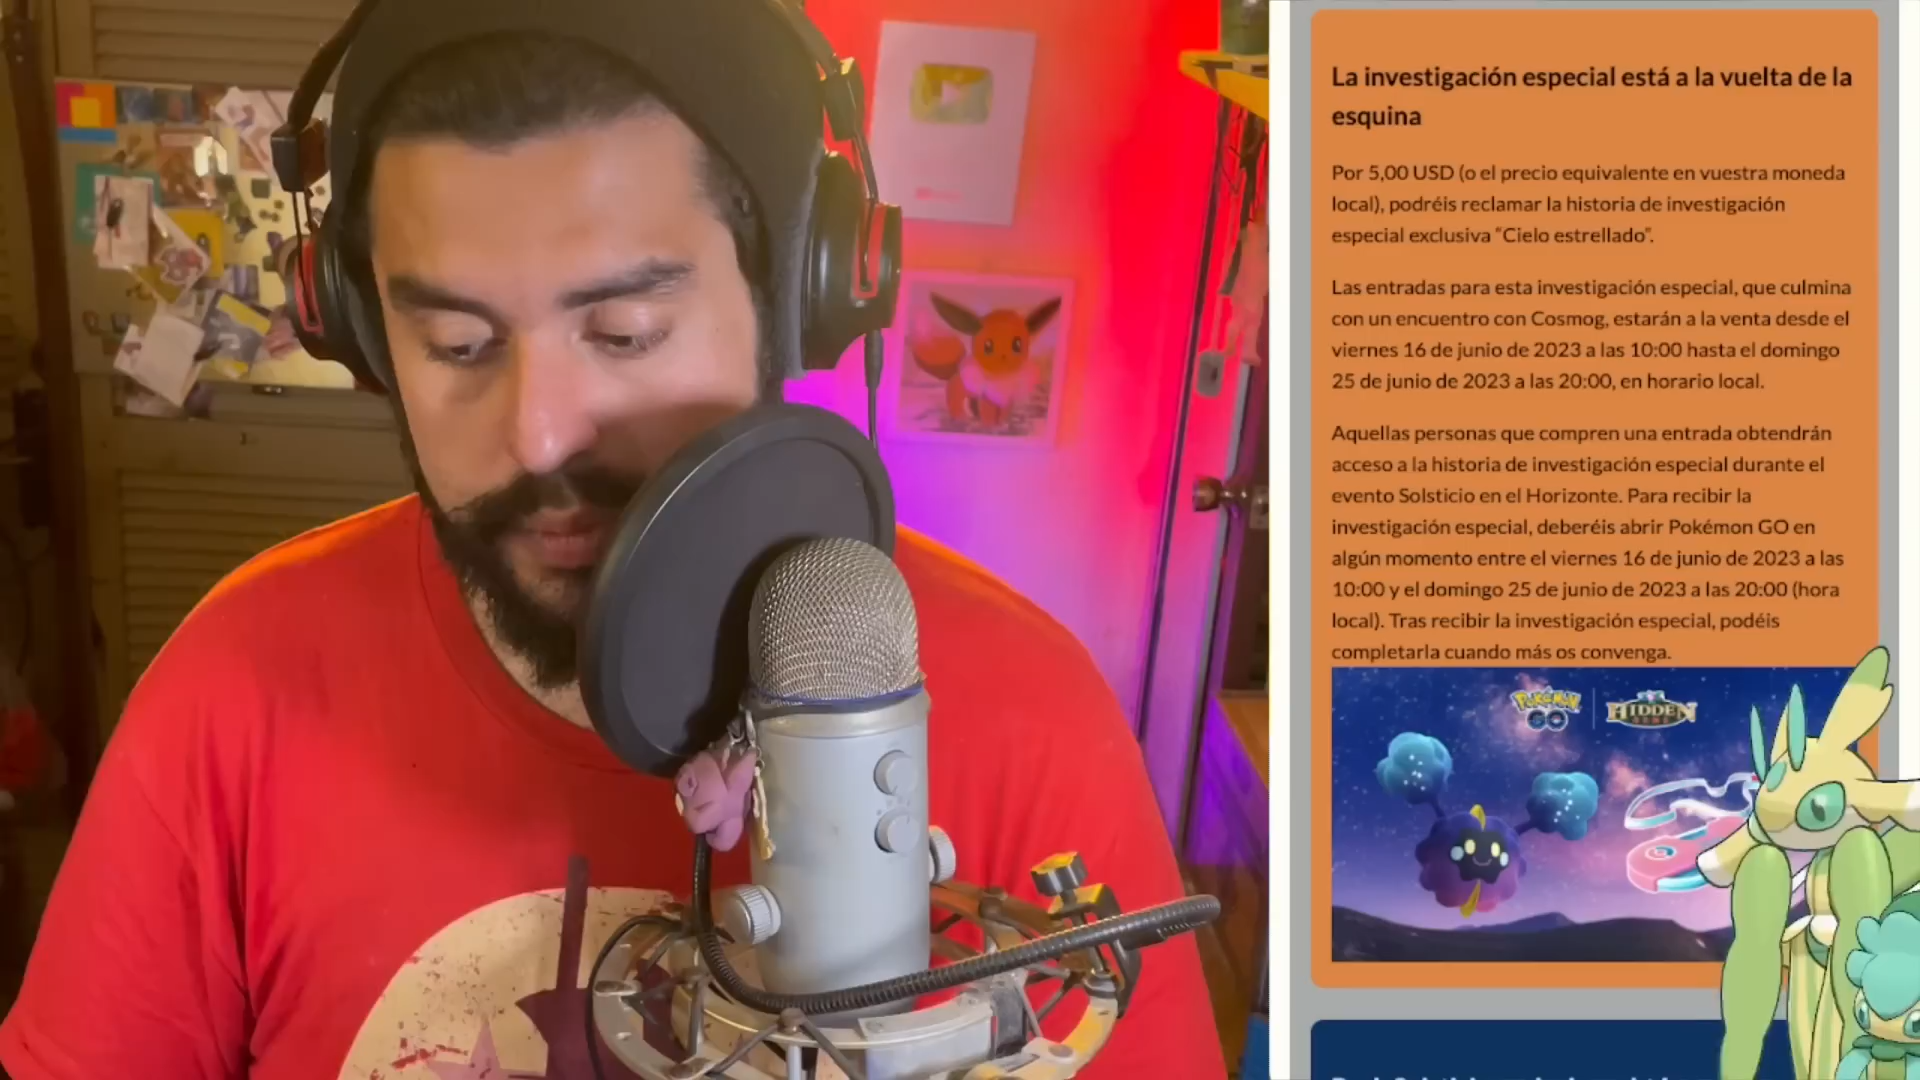 La investigación especial está a la vuelta de la
esquina
Por 5,00 USD (o el precio equivalente en vuestra moneda
local), podréis reclamar la historia de investigación
especial exclusiva "Cielo estrellado".
Las entradas para esta investigación especial, que culmina
con un encuentro con Cosmog, estarán a la venta desde el
viernes 16 de junio de 2023 a las 10:00 hasta el domingo
25 de junio de 2023 a las 20:00, en horario local.
Aquellas personas que compren una entrada obtendrán
acceso a la historia de investigación especial durante el
evento Solsticio en el Horizonte. Para recibir la
investigación especial, deberéis abrir Pokémon GO en
algún momento entre el viernes 16 de junio de 2023 a las
10:00 y el domingo 25 de junio de 2023 a las 20:00 (hora
local). Tras recibir la investigación especial, podéis
completarla cuando más os convenga.
POKÉMON GO
HIDDEN